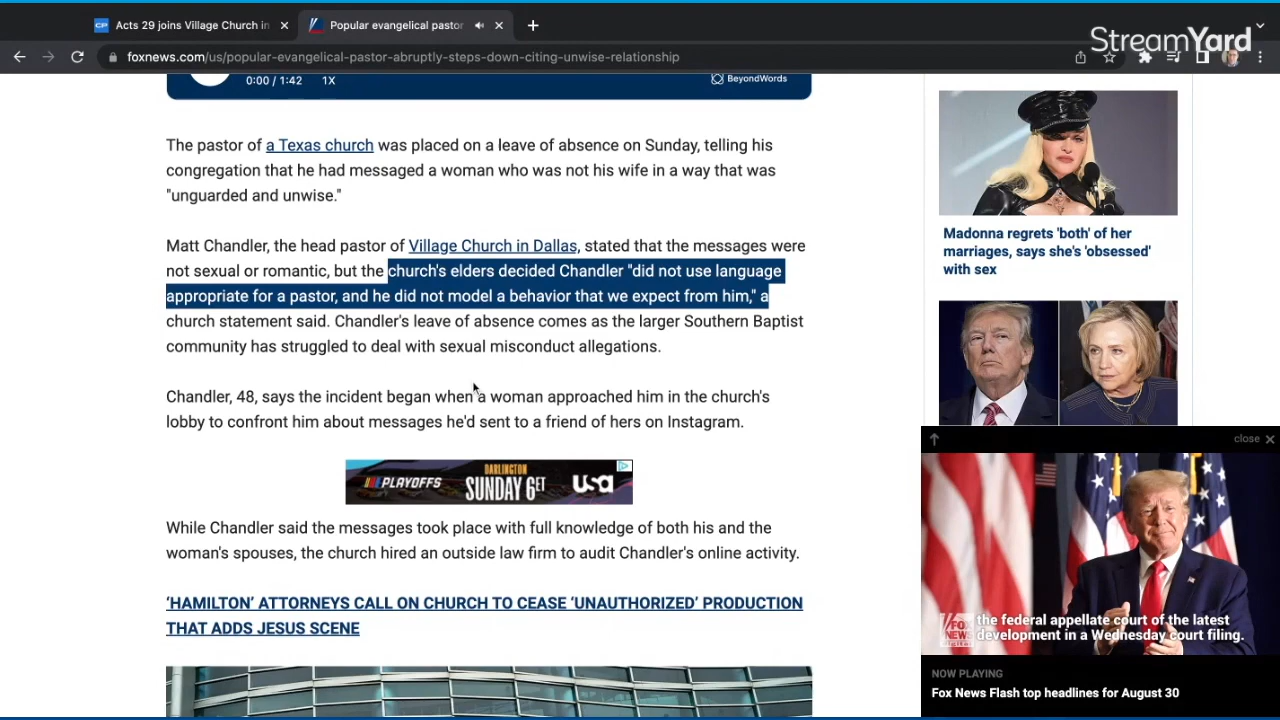 Acts 29 joins Village Church in
Popular evangelical pastor
StreamYard
foxnews.com/us/popular-evangelical-pastor-abruptly-steps-down-citing-unwise-relationship
0:00 / 1:42 1X
BeyondWords
The pastor of a Texas church was placed on a leave of absence on Sunday, telling his
congregation that he had messaged a woman who was not his wife in a way that was
"unguarded and unwise."
Matt Chandler, the head pastor of Village Church in Dallas, stated that the messages were
not sexual or romantic, but the church's elders decided Chandler "did not use language
appropriate for a pastor, and he did not model a behavior that we expect from him," a
church statement said. Chandler's leave of absence comes as the larger Southern Baptist
community has struggled to deal with sexual misconduct allegations.
Chandler, 48, says the incident began when a woman approached him in the church's
lobby to confront him about messages he'd sent to a friend of hers on Instagram.
PLAYOFFS
DARLINGTON
SUNDAY 6ET
USA
While Chandler said the messages took place with full knowledge of both his and the
woman's spouses, the church hired an outside law firm to audit Chandler's online activity.
'HAMILTON' ATTORNEYS CALL ON CHURCH TO CEASE 'UNAUTHORIZED' PRODUCTION
THAT ADDS JESUS SCENE
Madonna regrets 'both' of her
marriages, says she's 'obsessed'
with sex
close
FOX
NEWS
digital
the federal appellate court of the latest
development in a Wednesday court filing.
NOW PLAYING
Fox News Flash top headlines for August 30